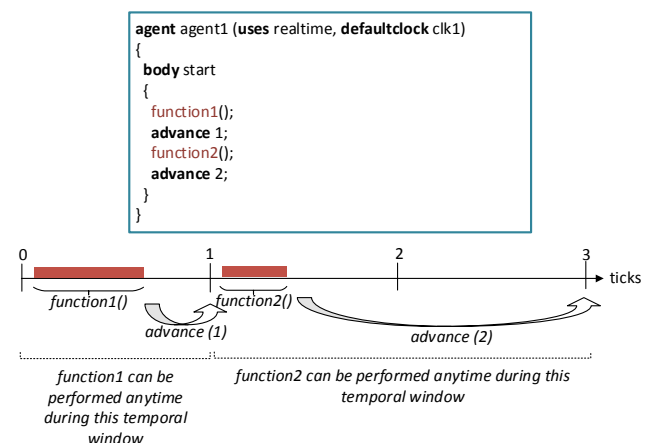 agent agent1 (uses realtime, defaultclock clk1)
{
body start
{
function1();
advance 1;
function2();
advance 2;
}
}
0 1 2 3
ticks
function1() function2()
advance (1) advance (2)
function1 can be
performed anytime
during this temporal
window
function2 can be performed anytime during this
temporal window